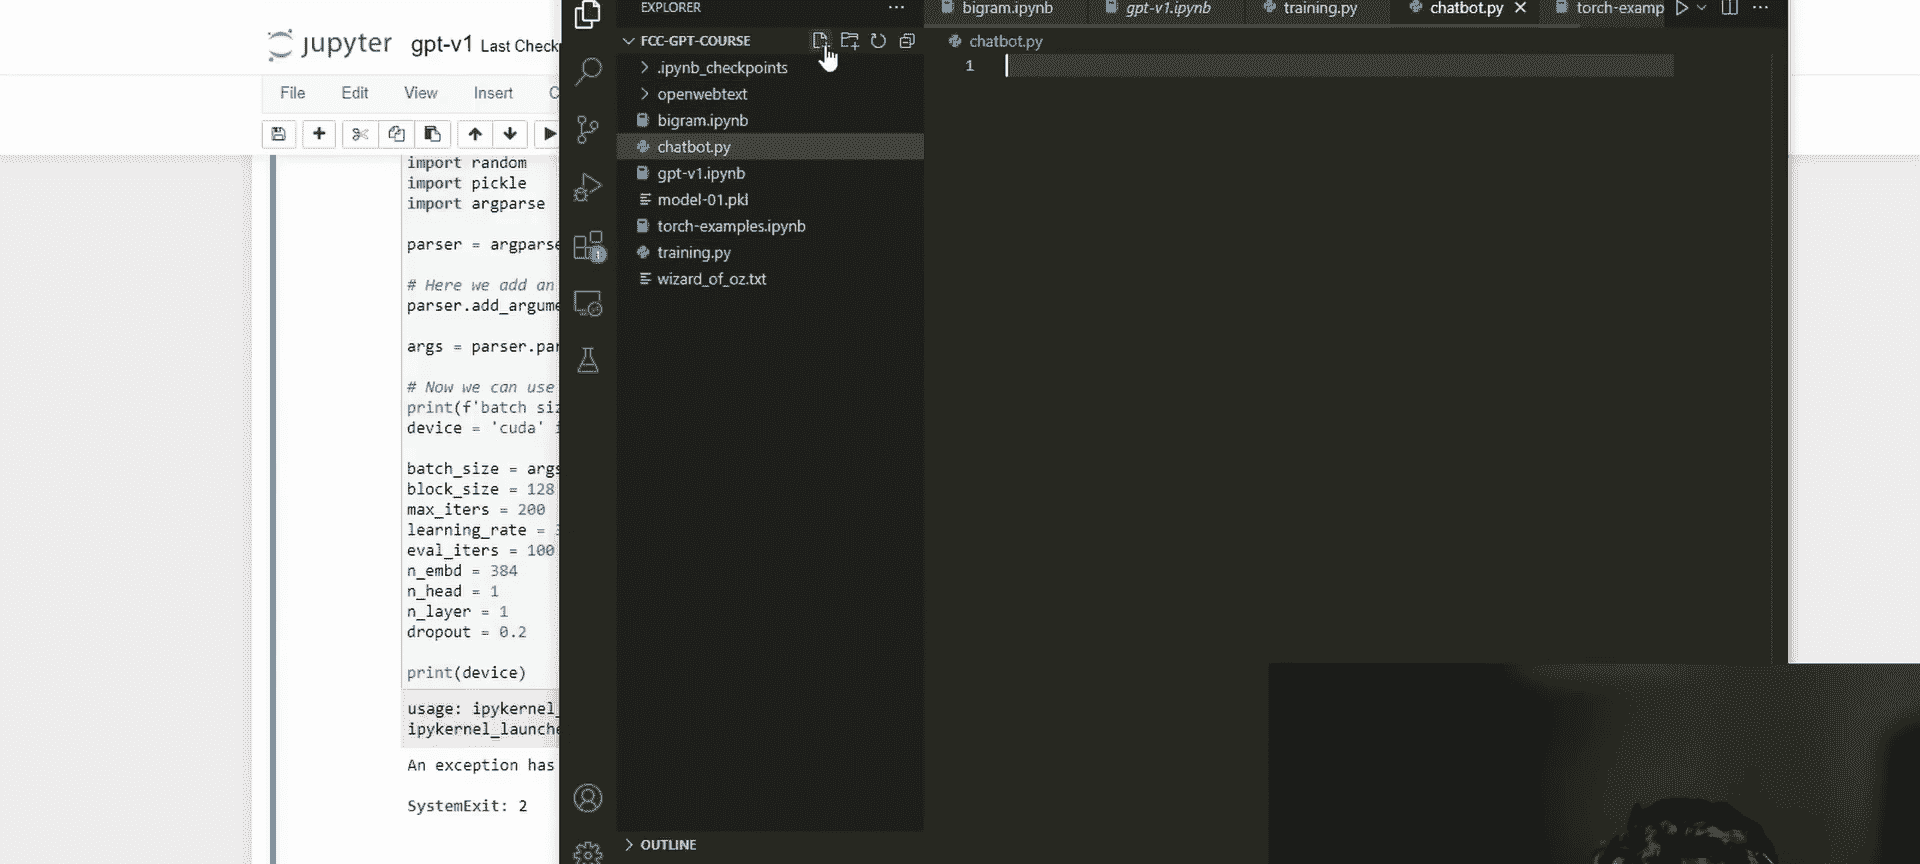 jupyter gpt-v1 Last Check
File Edit View Insert C
import random
import pickle
import argparse
parser = argparse
# Here we add an
parser.add_argume
args = parser.par
# Now we can use
print(f'batch siz
device = 'cuda' i
batch_size = args
block_size = 128
max_iters = 200
learning_rate = 3
eval_iters = 100
n_embd = 384
n_head = 1
n_layer = 1
dropout = 0.2
print(device)
usage: ipykernel_
ipykernel_launche
An exception has
SystemExit: 2
EXPLORER
FCC-GPT-COURSE
.ipynb_checkpoints
openwebtext
bigram.ipynb
chatbot.py
gpt-v1.ipynb
model-01.pkl
torch-examples.ipynb
training.py
wizard_of_oz.txt
OUTLINE
1
bigram.ipynb gpt-v1.ipynb training.py chatbot.py torch-examp
chatbot.py
1